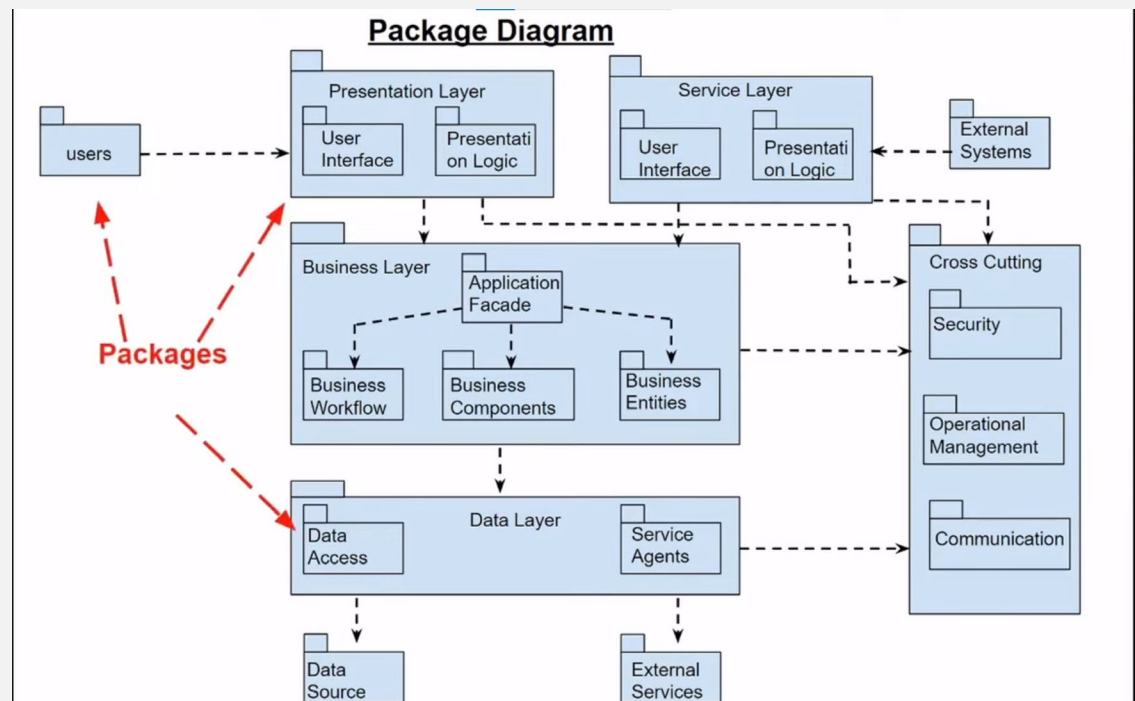 Package Diagram
Presentation Layer
User
Interface
Presentati
on Logic
Service Layer
User
Interface
Presentati
on Logic
External
Systems
users
Business Layer
Application
Facade
Business
Workflow
Business
Components
Business
Entities
Cross Cutting
Security
Operational
Management
Communication
Packages
Data Layer
Data
Access
Service
Agents
Data
Source
External
Services